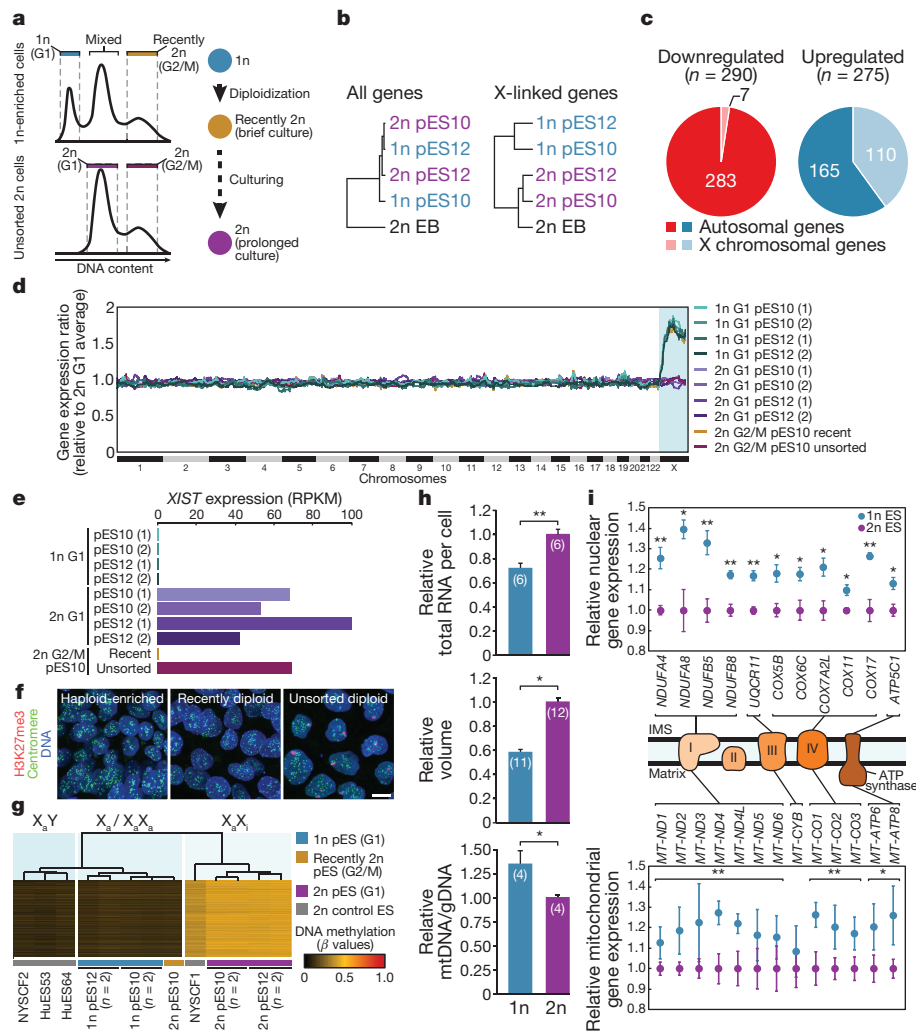 a
1n
(G1)
Mixed
Recently
2n
(G2/M)
1n-enriched cells
2n
(G1)
2n
(G2/M)
Unsorted 2n cells
DNA content
1n
Diploidization
Recently 2n
(brief culture)
Culturing
2n
(prolonged
culture)
b
All genes
2n pES10
1n pES12
2n pES12
1n pES10
2n EB
X-linked genes
1n pES12
1n pES10
2n pES12
2n pES10
2n EB
c
Downregulated
(n = 290)
7
283
Upregulated
(n = 275)
165
110
Autosomal genes
X chromosomal genes
d
Gene expression ratio
(relative to 2n G1 average)
2
1.5
1.0
0.5
0
1 2 3 4 5 6 7 8 9 10 11 12 13 14 15 16 17 18 19 20 21 22 X
Chromosomes
1n G1 pES10 (1)
1n G1 pES10 (2)
1n G1 pES12 (1)
1n G1 pES12 (2)
2n G1 pES10 (1)
2n G1 pES10 (2)
2n G1 pES12 (1)
2n G1 pES12 (2)
2n G2/M pES10 recent
2n G2/M pES10 unsorted
e
XIST expression (RPKM)
0 20 40 60 80 100
1n G1
pES10 (1)
pES10 (2)
pES12 (1)
pES12 (2)
2n G1
pES10 (1)
pES10 (2)
pES12 (1)
pES12 (2)
2n G2/M
pES10
Recent
Unsorted
f
H3K27me3
Centromere
DNA
Haploid-enriched
Recently diploid
Unsorted diploid
g
XaY
Xa / XaXa
XaXi
1n pES (G1)
Recently 2n
pES (G2/M)
2n pES (G1)
2n control ES
DNA methylation
(β values)
0 0.5 1.0
NYSCF2
HuES53
HuES64
1n pES12
(n = 2)
1n pES10
(n = 2)
2n pES10
NYSCF1
2n pES10
(n = 2)
2n pES12
(n = 2)
h
Relative
total RNA per cell
1.2
1.0
0.8
0.6
0.4
0.2
0
**
(6)
(6)
Relative
volume
1.2
1.0
0.8
0.6
0.4
0.2
0
*
(11)
(12)
Relative
mtDNA/gDNA
1.50
1.25
1.00
0.75
0.50
0.25
0
*
(4)
(4)
1n
2n
i
Relative nuclear
gene expression
1.5
1.4
1.3
1.2
1.1
1.0
0.9
0.8
1n ES
2n ES
** * ** ** ** * * * * ** *
NDUFA4
NDUFA8
NDUFB5
NDUFB8
UQCR11
COX5B
COX6C
COX7A2L
COX11
COX17
ATP5C1
IMS
Matrix
I
II
III
IV
ATP
synthase
MT-ND1
MT-ND2
MT-ND3
MT-ND4
MT-ND4L
MT-ND5
MT-ND6
MT-CYB
MT-CO1
MT-CO2
MT-CO3
MT-ATP6
MT-ATP8
Relative mitochondrial
gene expression
1.5
1.4
1.3
1.2
1.1
1.0
0.9
0.8
** ** *